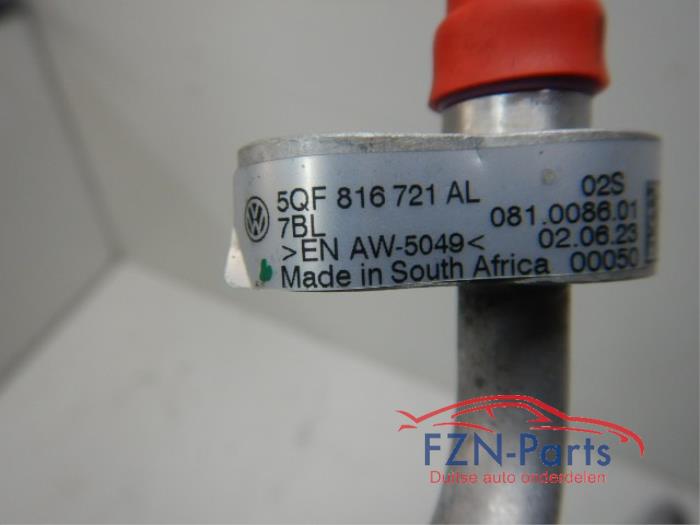 5QF 816 721 AL 02S
7BL 081.0086.01
>EN AW-5049< 02.06.23
Made in South Africa 00050
FZN-Parts
Duitse auto onderdelen